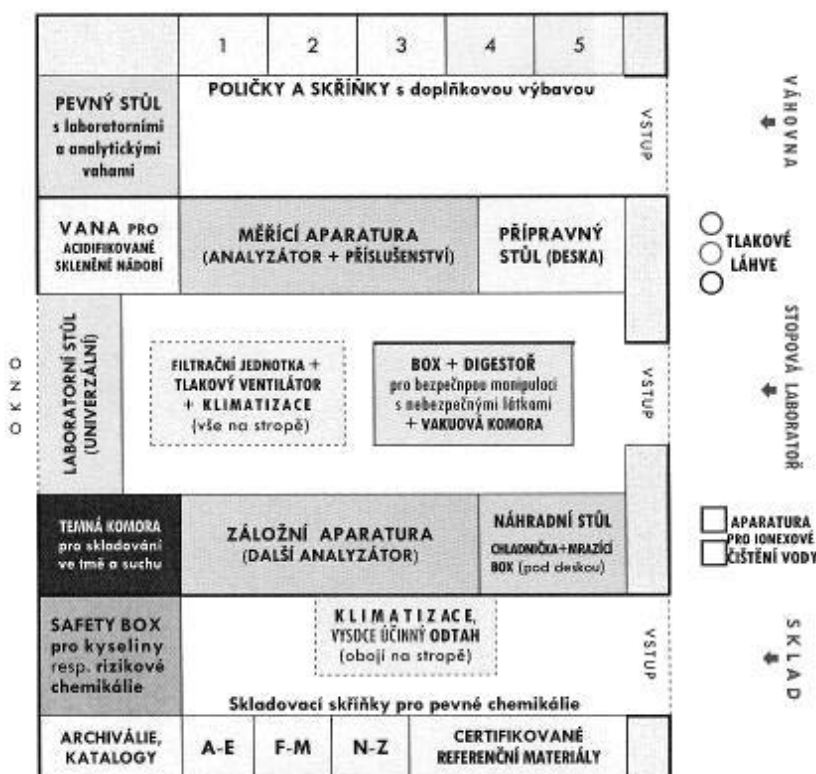 1 2 3 4 5
POLIČKY A SKŘÍŇKY s doplňkovou výbavou
PEVNÝ STŮL
s laboratorními
a analytickými
vahami
VSTUP
VÁHOVNA
VANA PRO
ACIDIFIKOVANÉ
SKLENĚNÉ NÁDOBÍ
MĚŘÍCÍ APARATURA
(ANALYZÁTOR + PŘÍSLUŠENSTVÍ)
PŘÍPRAVNÝ
STŮL (DESKA)
TLAKOVÉ
LÁHVE
OKNO
LABORATORNÍ STŮL
(UNIVERZÁLNÍ)
FILTRAČNÍ JEDNOTKA +
TLAKOVÝ VENTILÁTOR
+ KLIMATIZACE
(vše na stropě)
BOX + DIGESTOŘ
pro bezpečnpou manipulaci
s nebezpečnými látkami
+ VAKUOVÁ KOMORA
VSTUP
STOPOVÁ LABORATOŘ
TEMNÁ KOMORA
pro skladování
ve tmě a suchu
ZÁLOŽNÍ APARATURA
(DALŠÍ ANALYZÁTOR)
NÁHRADNÍ STŮL
CHLADNIČKA+MRAZÍCÍ
BOX (pod deskou)
APARATURA
PRO IONEXOVÉ
ČIŠTĚNÍ VODY
SAFETY BOX
pro kyseliny
resp. rizikové
chemikálie
KLIMATIZACE,
VYSOCE ÚČINNÝ ODTAH
(obojí na stropě)
VSTUP
SKLAD
Skladovací skříňky pro pevné chemikálie
ARCHIVÁLIE,
KATALOGY
A-E F-M N-Z
CERTIFIKOVANÉ
REFERENČNÍ MATERIÁLY